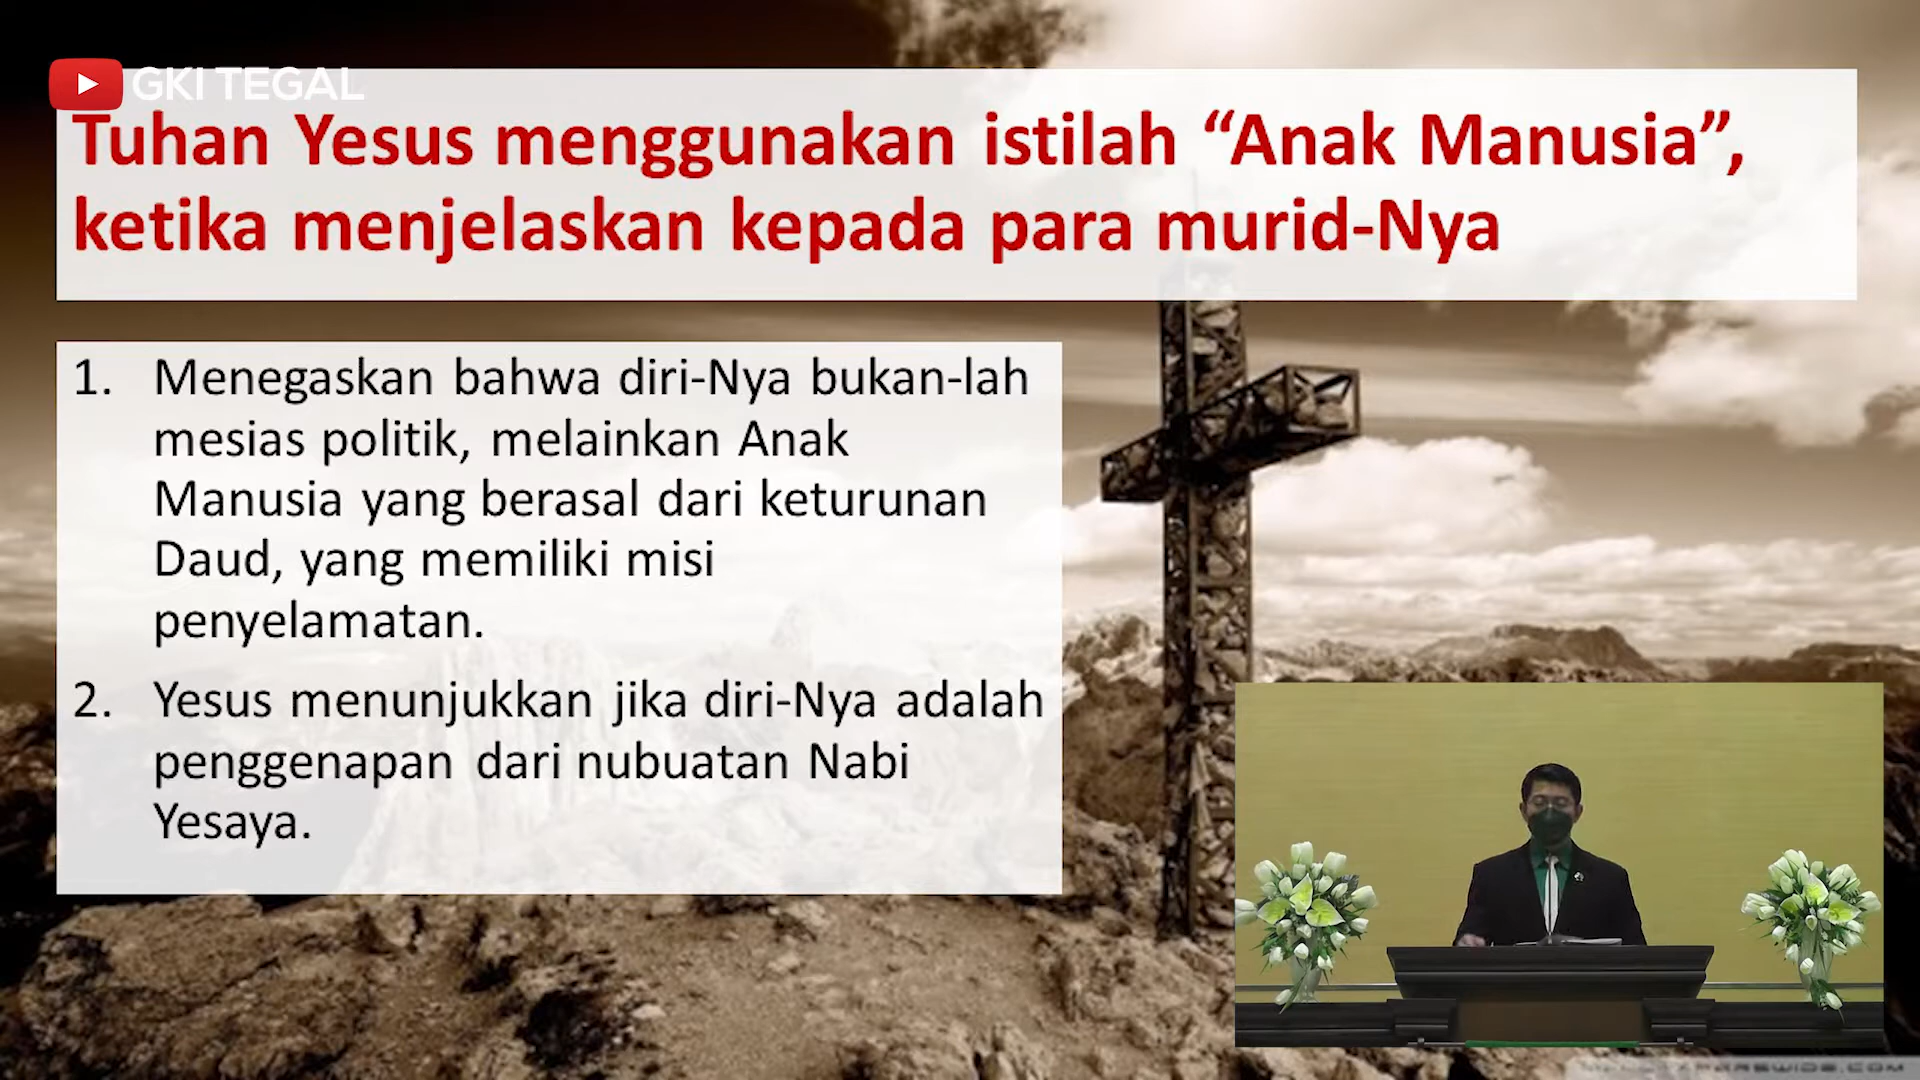 GKI TEGAL
Tuhan Yesus menggunakan istilah “Anak Manusia”,
ketika menjelaskan kepada para murid-Nya
1. Menegaskan bahwa diri-Nya bukan-lah
mesias politik, melainkan Anak
Manusia yang berasal dari keturunan
Daud, yang memiliki misi
penyelamatan.
2. Yesus menunjukkan jika diri-Nya adalah
penggenapan dari nubuatan Nabi
Yesaya.